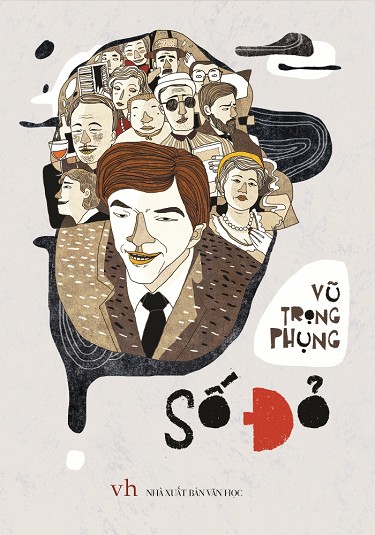 VŨ
TRỌNG
PHỤNG
SỐ ĐỎ
vh NHÀ XUẤT BẢN VĂN HỌC